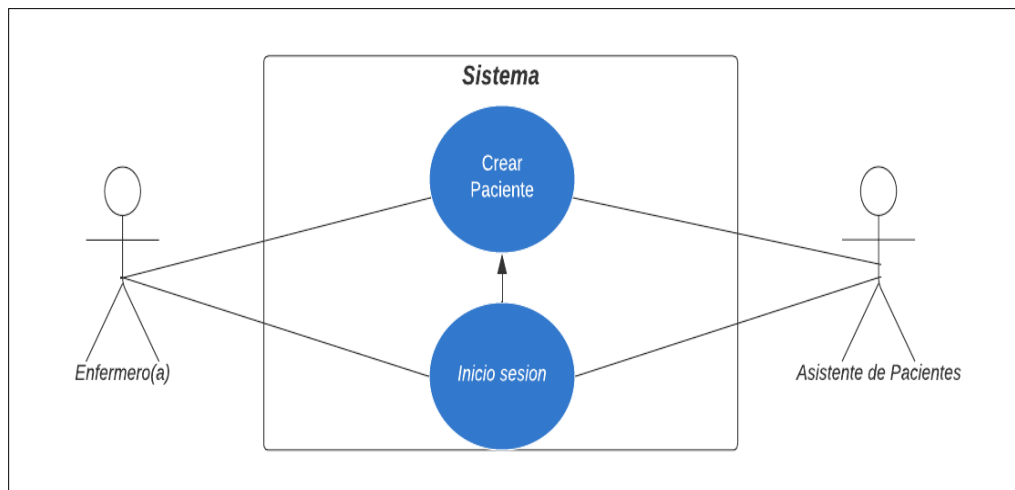 Sistema
Crear
Paciente
Inicio sesion
Enfermero(a)
Asistente de Pacientes